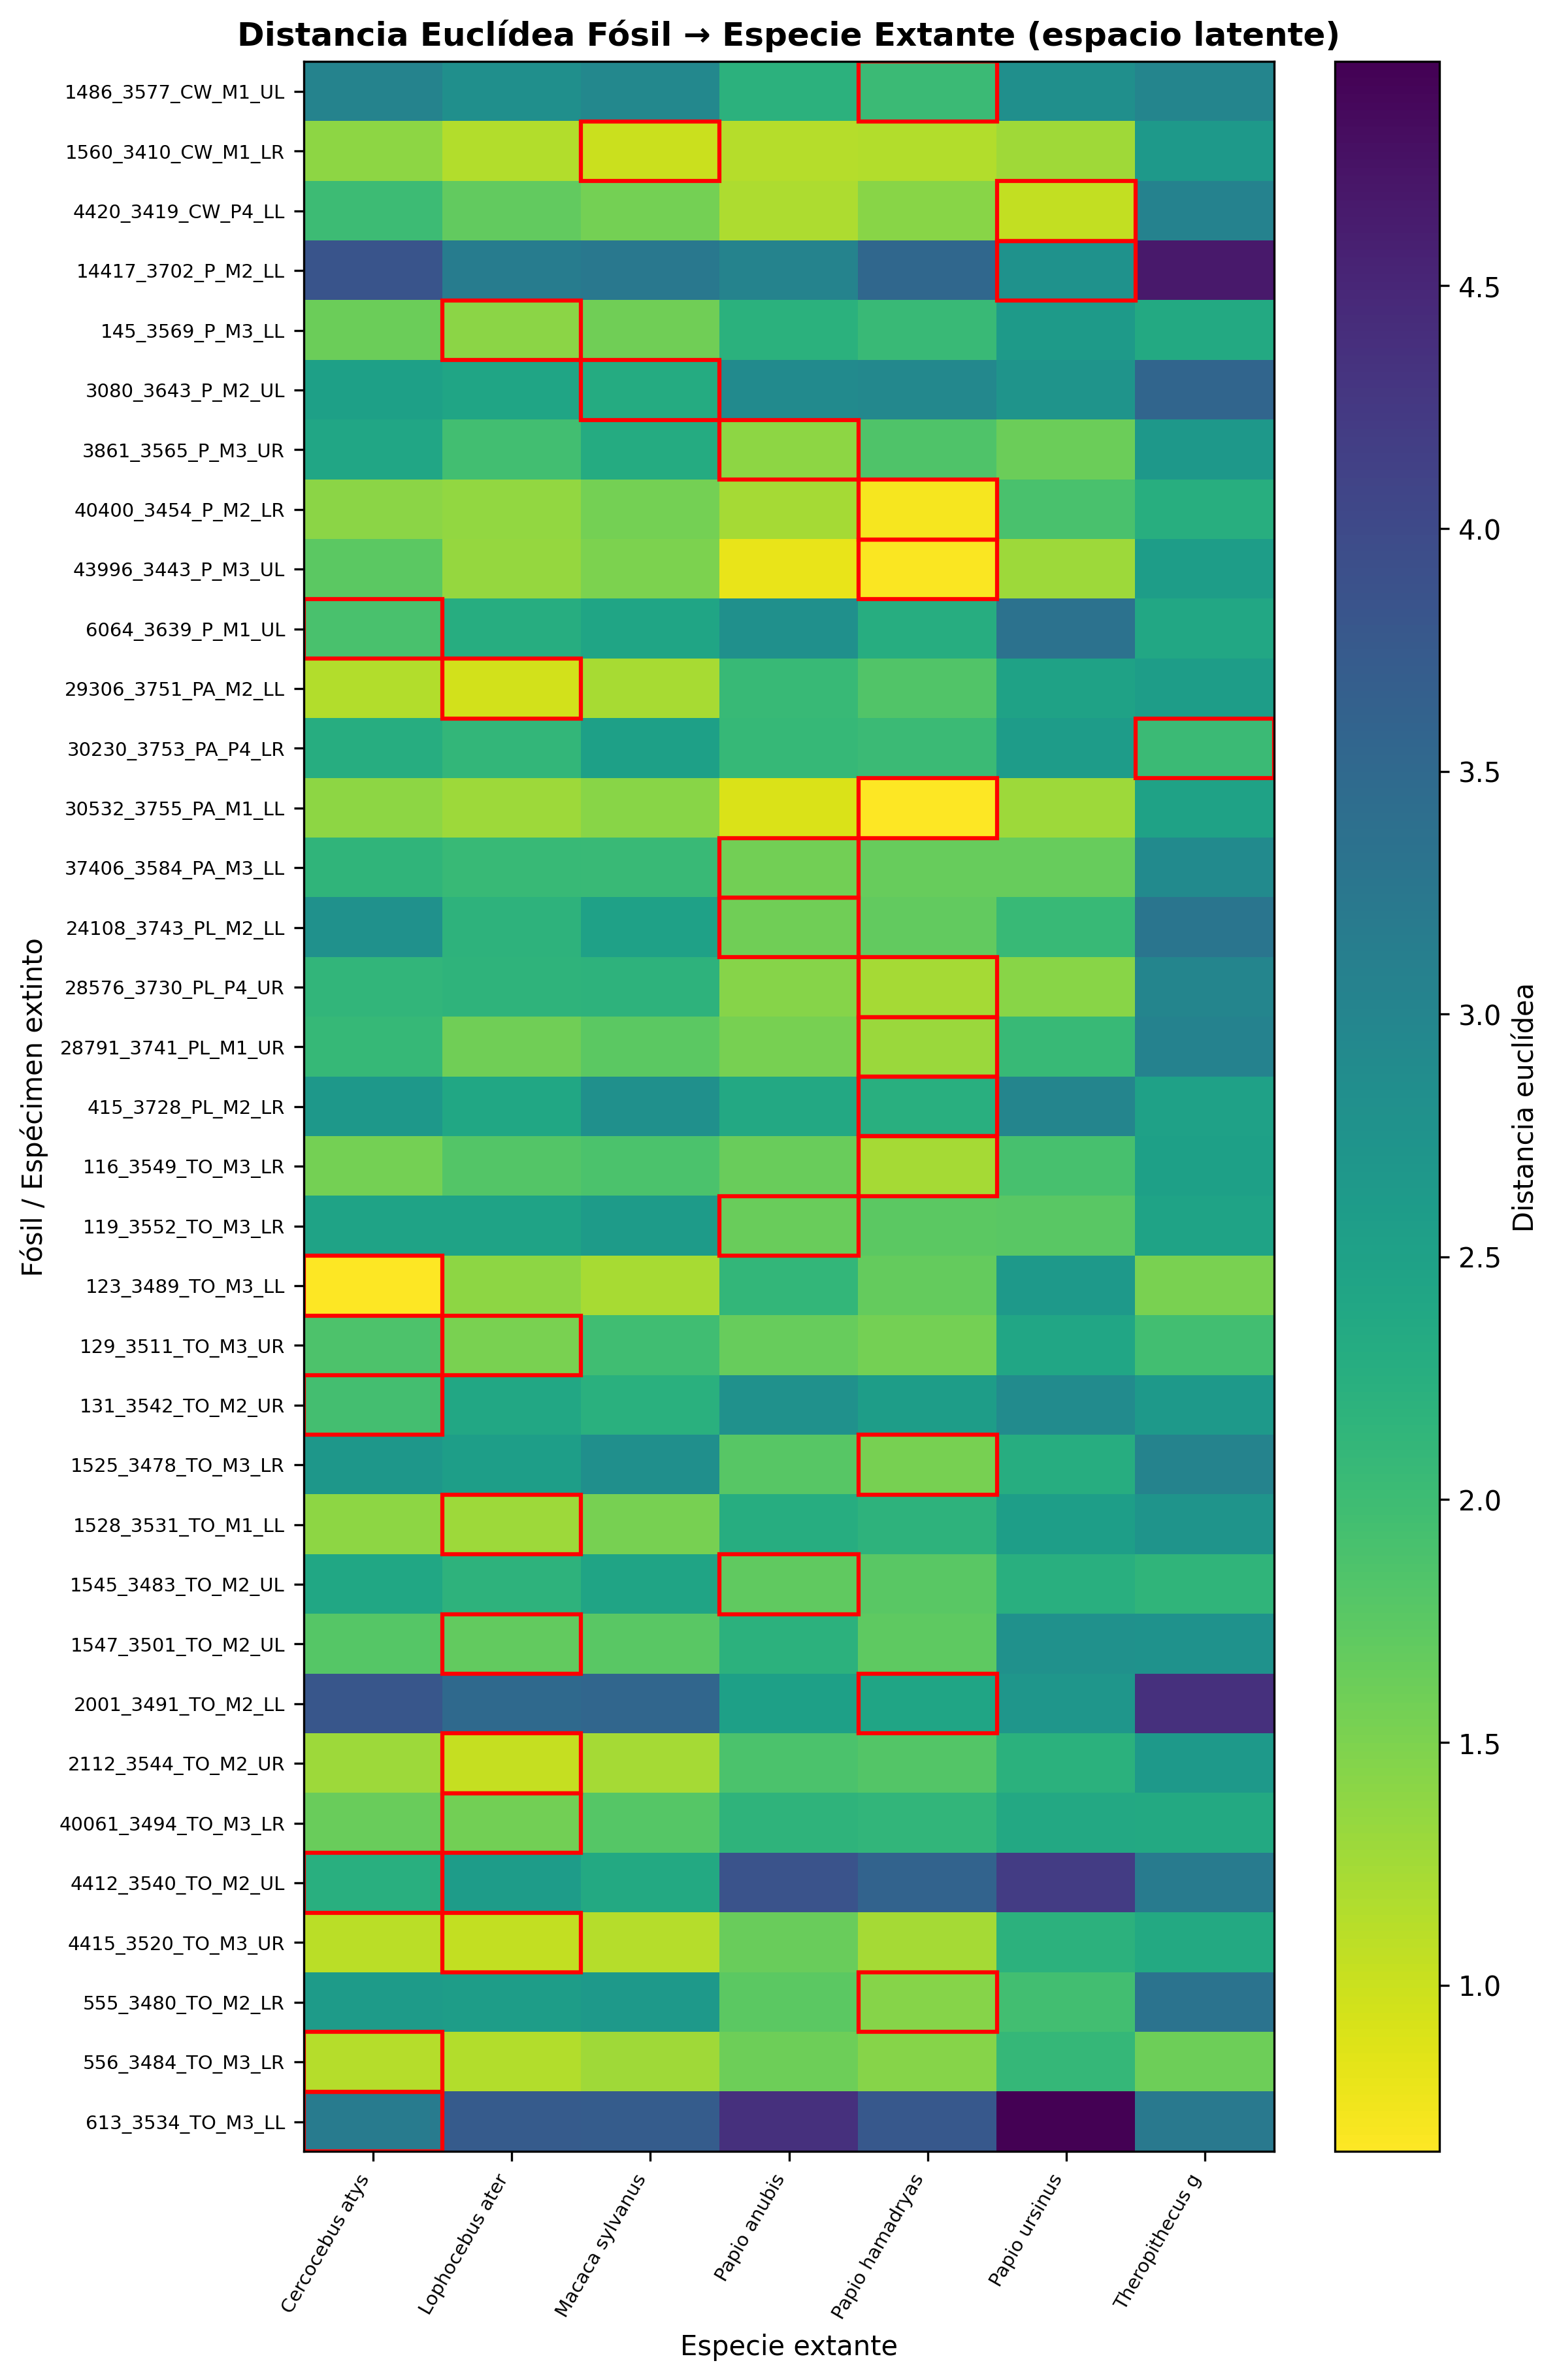 Distancia Euclídea Fósil → Especie Extante (espacio latente)
1486_3577_CW_M1_UL
1560_3410_CW_M1_LR
4420_3419_CW_P4_LL
14417_3702_P_M2_LL
145_3569_P_M3_LL
3080_3643_P_M2_UL
3861_3565_P_M3_UR
40400_3454_P_M2_LR
43996_3443_P_M3_UL
6064_3639_P_M1_UL
29306_3751_PA_M2_LL
30230_3753_PA_P4_LR
30532_3755_PA_M1_LL
37406_3584_PA_M3_LL
24108_3743_PL_M2_LL
28576_3730_PL_P4_UR
28791_3741_PL_M1_UR
415_3728_PL_M2_LR
116_3549_TO_M3_LR
119_3552_TO_M3_LR
123_3489_TO_M3_LL
129_3511_TO_M3_UR
131_3542_TO_M2_UR
1525_3478_TO_M3_LR
1528_3531_TO_M1_LL
1545_3483_TO_M2_UL
1547_3501_TO_M2_UL
2001_3491_TO_M2_LL
2112_3544_TO_M2_UR
40061_3494_TO_M3_LR
4412_3540_TO_M2_UL
4415_3520_TO_M3_UR
555_3480_TO_M2_LR
556_3484_TO_M3_LR
613_3534_TO_M3_LL
Fósil / Espécimen extinto
Cercocebus atys
Lophocebus ater
Macaca sylvanus
Papio anubis
Papio hamadryas
Papio ursinus
Theropithecus g
Especie extante
4.5
4.0
3.5
3.0
2.5
2.0
1.5
1.0
Distancia euclídea